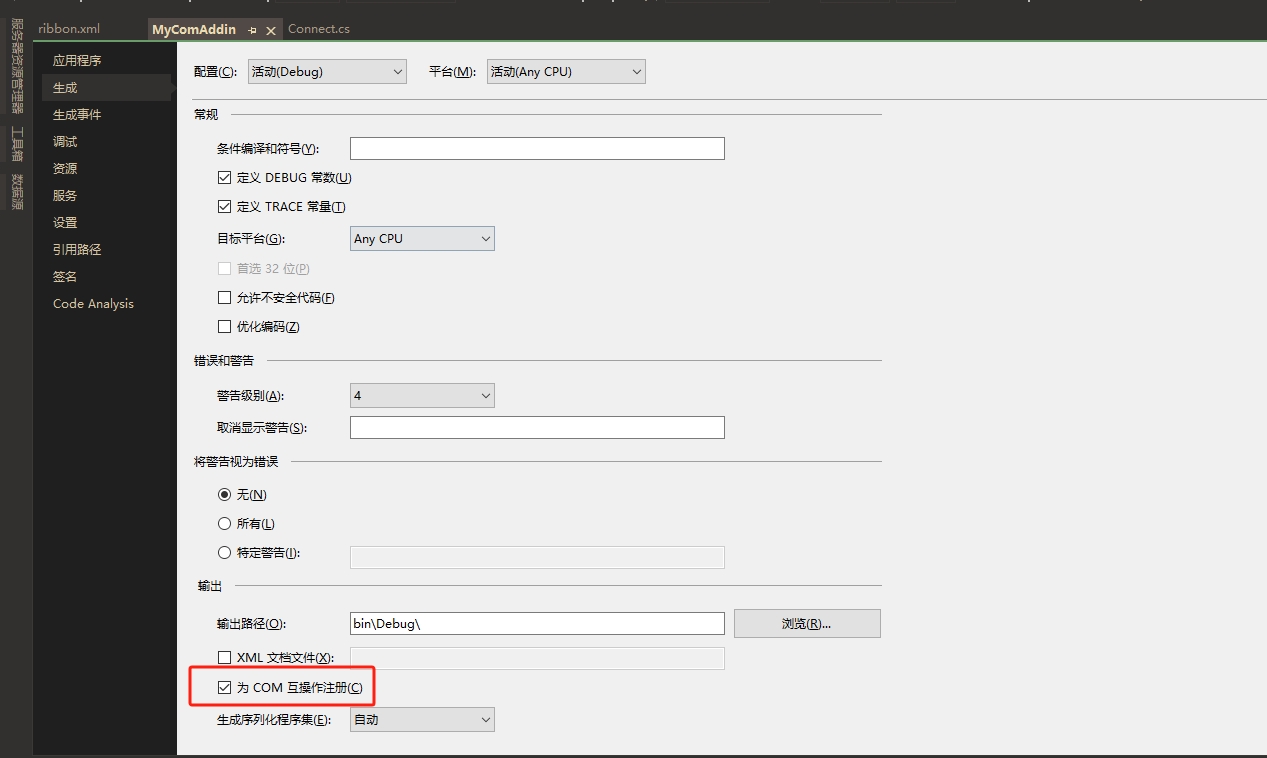 ribbon.xml MyComAddin Connect.cs
服务器资源管理器
工具箱
数据源
应用程序
生成
生成事件
调试
资源
服务
设置
引用路径
签名
Code Analysis
配置(C): 活动(Debug) 平台(M): 活动(Any CPU)
常规
条件编译和符号(Y):
定义 DEBUG 常数(U)
定义 TRACE 常量(T)
目标平台(G): Any CPU
首选 32 位(P)
允许不安全代码(F)
优化编码(Z)
错误和警告
警告级别(A): 4
取消显示警告(S):
将警告视为错误
无(N)
所有(L)
特定警告(I):
输出
输出路径(O): bin\Debug\ 浏览(R)...
XML 文档文件(X):
为 COM 互操作注册(C)
生成序列化程序集(E): 自动